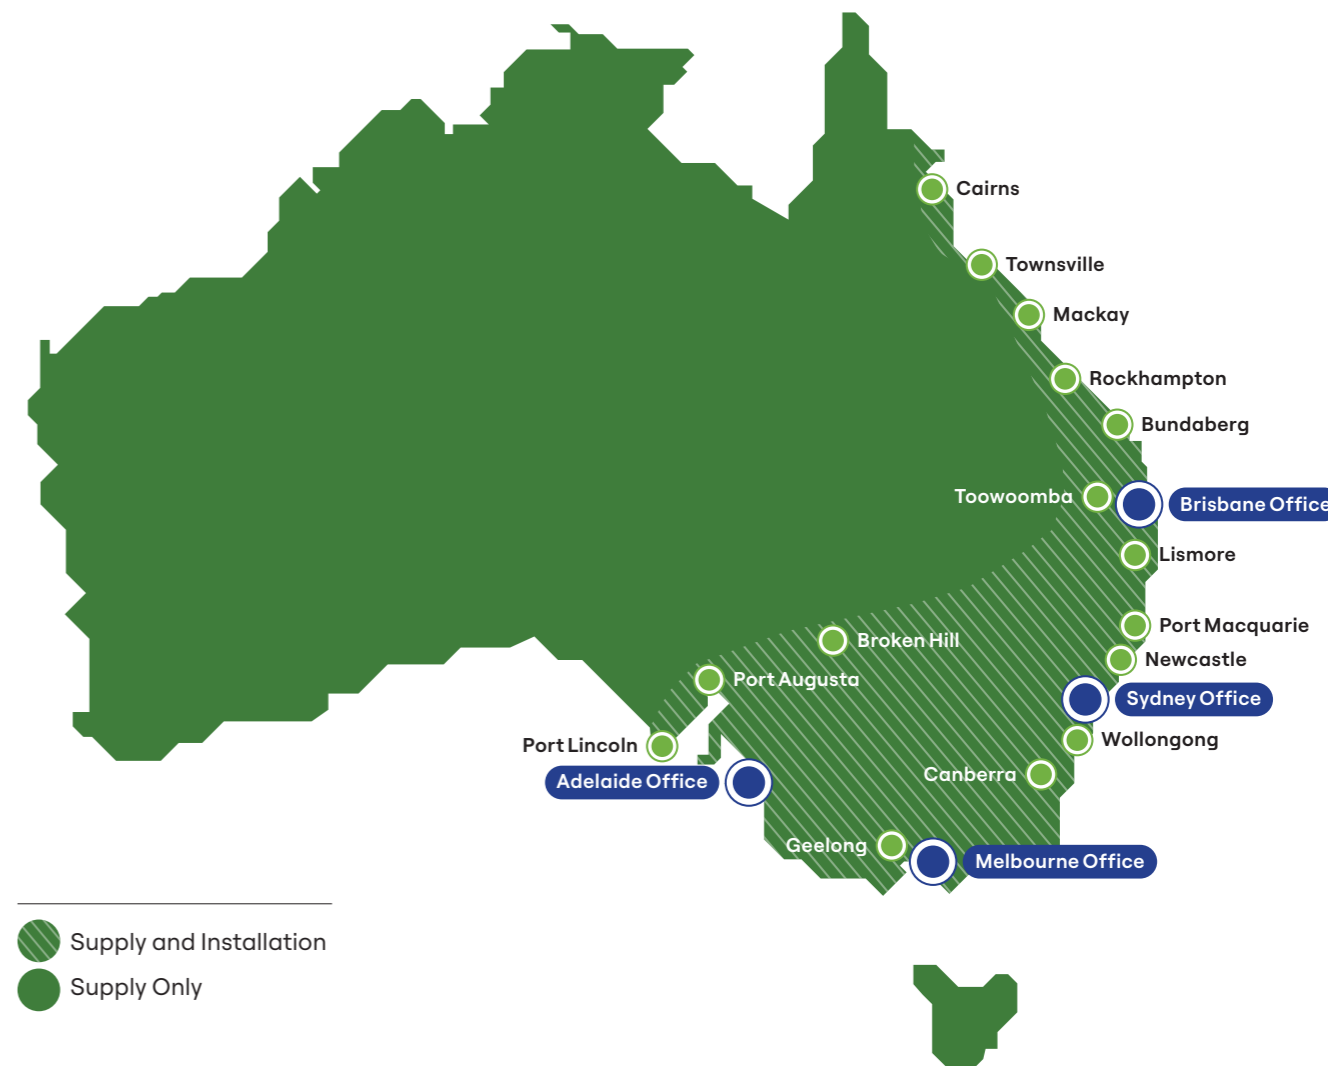 Cairns
Townsville
Mackay
Rockhampton
Bundaberg
Toowoomba
Brisbane Office
Lismore
Port Macquarie
Broken Hill
Newcastle
Port Augusta
Sydney Office
Wollongong
Port Lincoln
Canberra
Adelaide Office
Geelong
Melbourne Office
Supply and Installation
Supply Only